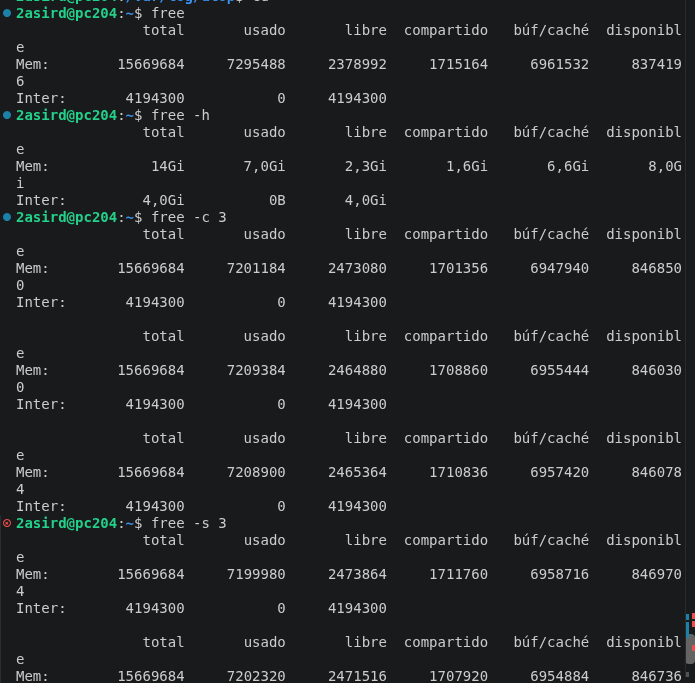 2asird@pc204:~$ free
total usado libre compartido búf/caché disponibl
e
Mem: 15669684 7295488 2378992 1715164 6961532 837419
6
Inter: 4194300 0 4194300
2asird@pc204:~$ free -h
total usado libre compartido búf/caché disponibl
e
Mem: 14Gi 7,0Gi 2,3Gi 1,6Gi 6,6Gi 8,0G
i
Inter: 4,0Gi 0B 4,0Gi
2asird@pc204:~$ free -c 3
total usado libre compartido búf/caché disponibl
e
Mem: 15669684 7201184 2473080 1701356 6947940 846850
0
Inter: 4194300 0 4194300
total usado libre compartido búf/caché disponibl
e
Mem: 15669684 7209384 2464880 1708860 6955444 846030
0
Inter: 4194300 0 4194300
total usado libre compartido búf/caché disponibl
e
Mem: 15669684 7208900 2465364 1710836 6957420 846078
4
Inter: 4194300 0 4194300
2asird@pc204:~$ free -s 3
total usado libre compartido búf/caché disponibl
e
Mem: 15669684 7199980 2473864 1711760 6958716 846970
4
Inter: 4194300 0 4194300
total usado libre compartido búf/caché disponibl
e
Mem: 15669684 7202320 2471516 1707920 6954884 846736